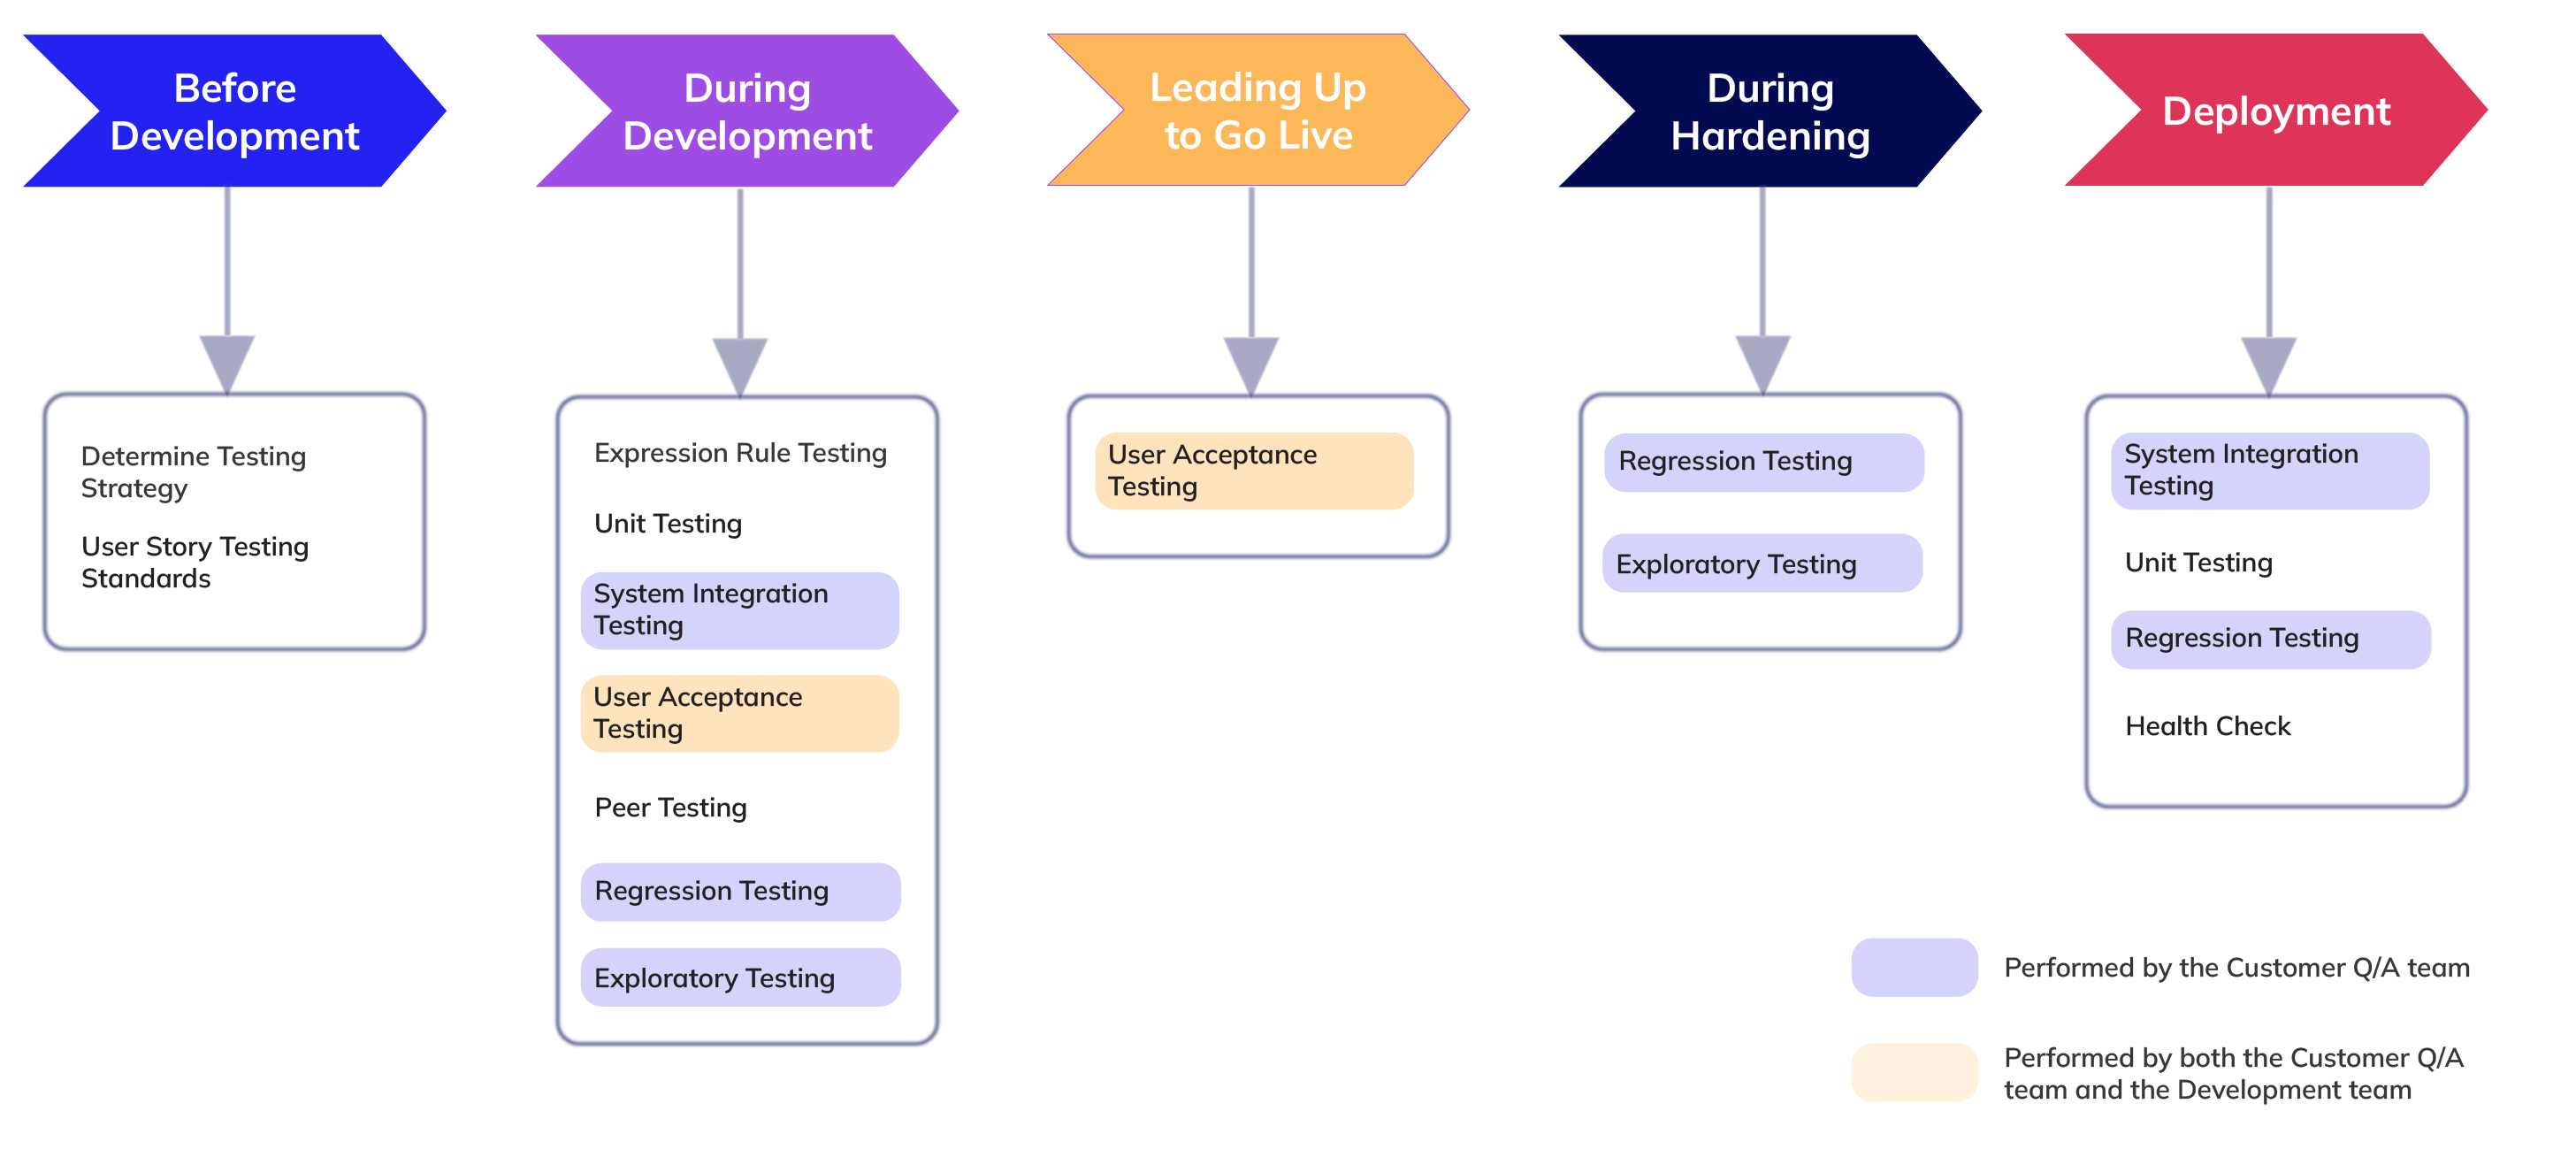 Before
Development
During
Development
Leading Up
to Go Live
During
Hardening
Deployment
Determine Testing
Strategy
User Story Testing
Standards
Expression Rule Testing
Unit Testing
System Integration
Testing
User Acceptance
Testing
Peer Testing
Regression Testing
Exploratory Testing
User Acceptance
Testing
Regression Testing
Exploratory Testing
System Integration
Testing
Unit Testing
Regression Testing
Health Check
Performed by the Customer Q/A team
Performed by both the Customer Q/A
team and the Development team